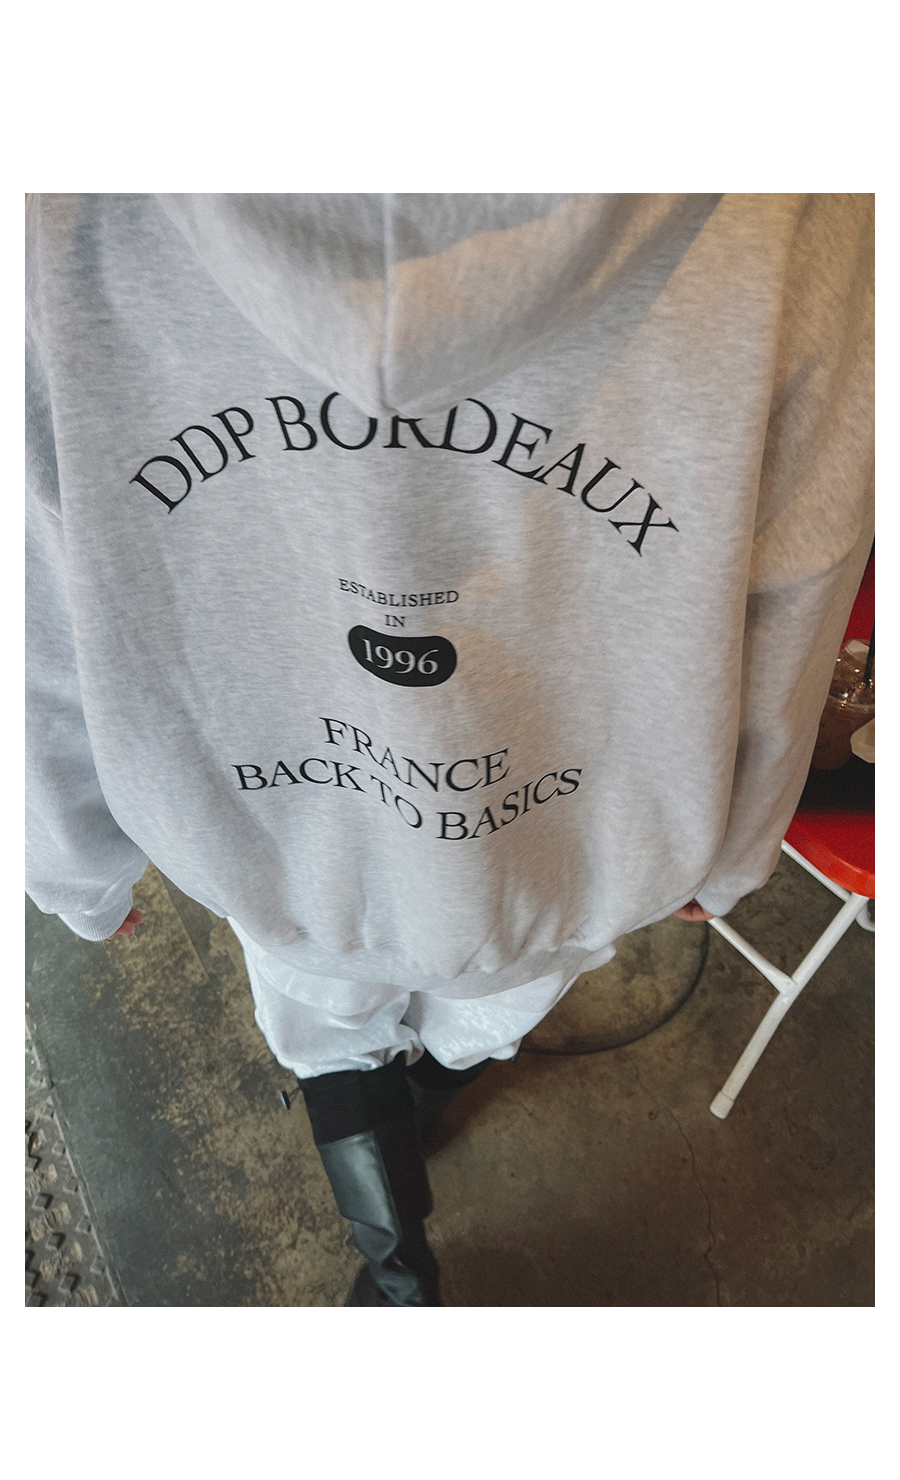 DDP BORDEAUX
ESTABLISHED
IN
1996
FRANCE
BACK TO BASICS